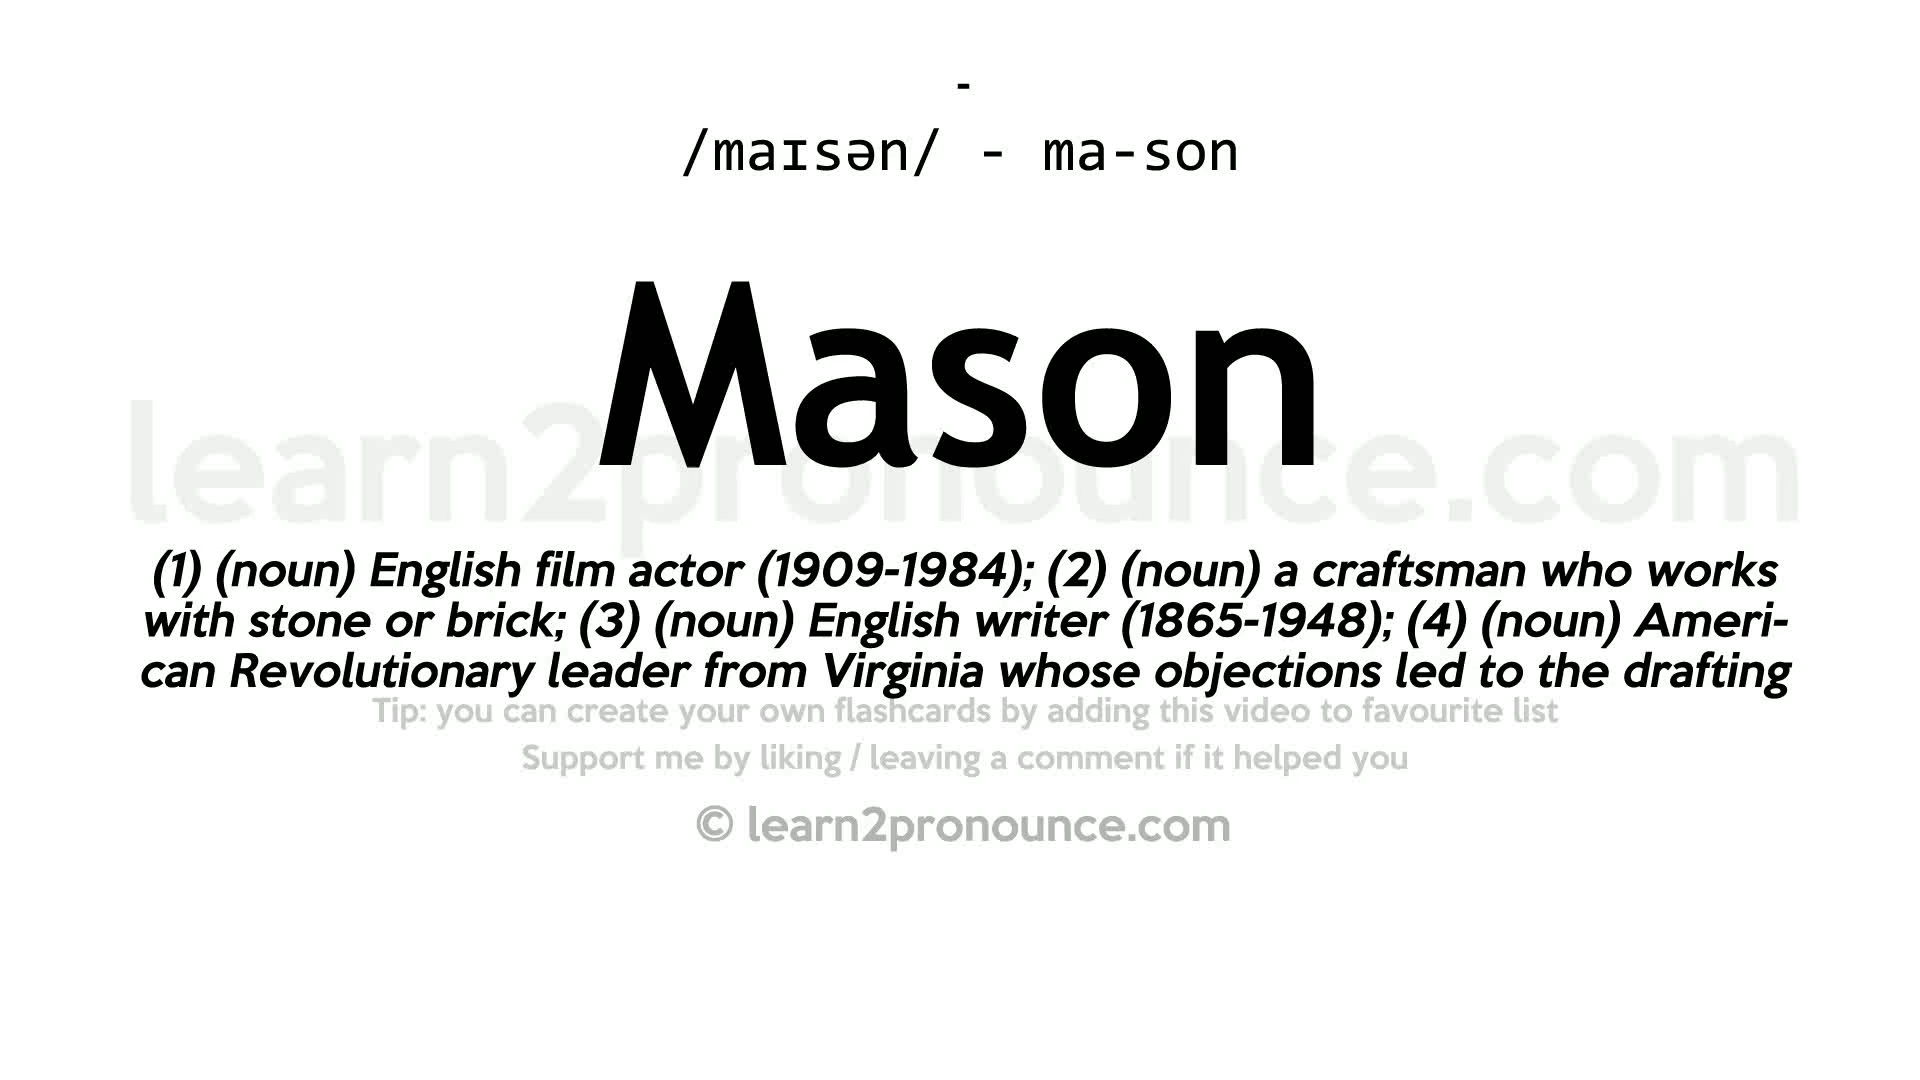 -
/maɪsən/ - ma-son
Mason
learn2pronounce.com
(1) (noun) English film actor (1909-1984); (2) (noun) a craftsman who works
with stone or brick; (3) (noun) English writer (1865-1948); (4) (noun) Ameri-
can Revolutionary leader from Virginia whose objections led to the drafting
Tip: you can create your own flashcards by adding this video to favourite list
Support me by liking / leaving a comment if it helped you
© learn2pronounce.com